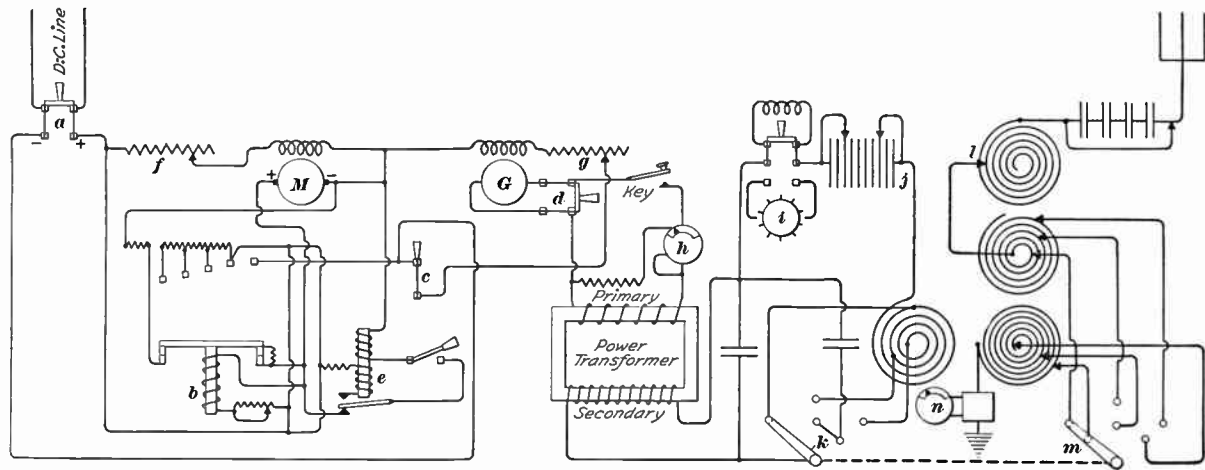 D.C. Line
a
- +
f
M
+ -
G
g
d
Key
h
c
b
e
Primary
Power
Transformer
Secondary
i
j
k
l
n
m